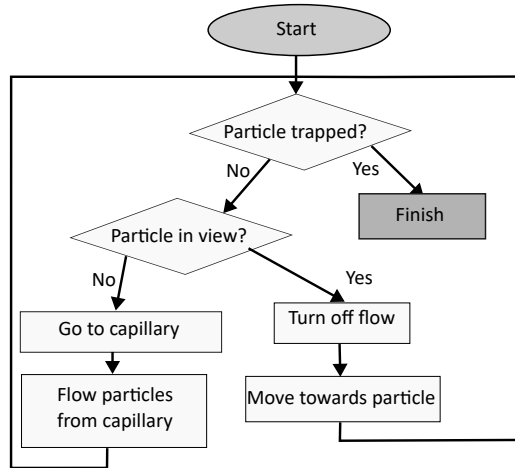 Start
Particle trapped?
No
Yes
Finish
Particle in view?
No
Yes
Go to capillary
Turn off flow
Flow particles
from capillary
Move towards particle